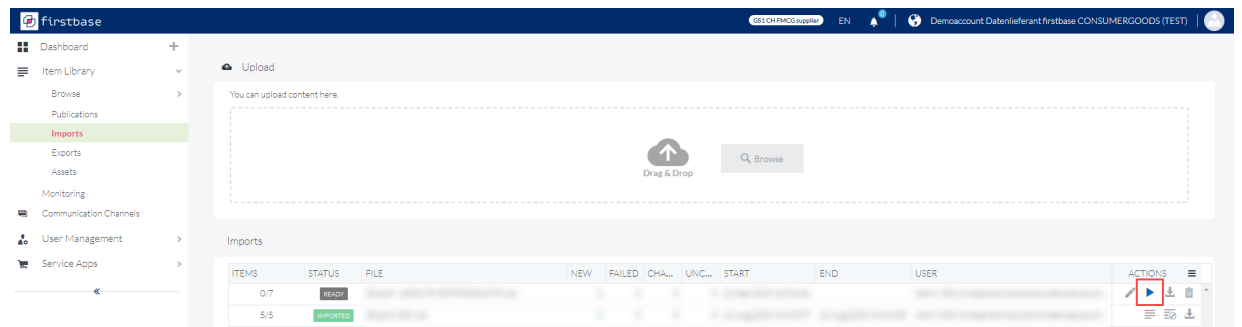 firstbase
GS1 CH FMCG supplier EN 0 Demoaccount Datenlieferant firstbase CONSUMERGOODS (TEST)
Dashboard
Item Library
Browse
Publications
Imports
Exports
Assets
Monitoring
Communication Channels
User Management
Service Apps
Upload
You can upload content here.
Drag & Drop
Browse
Imports
ITEMS STATUS FILE NEW FAILED CHA... UNC... START END USER ACTIONS
0/7 READY
5/5 IMPORTED